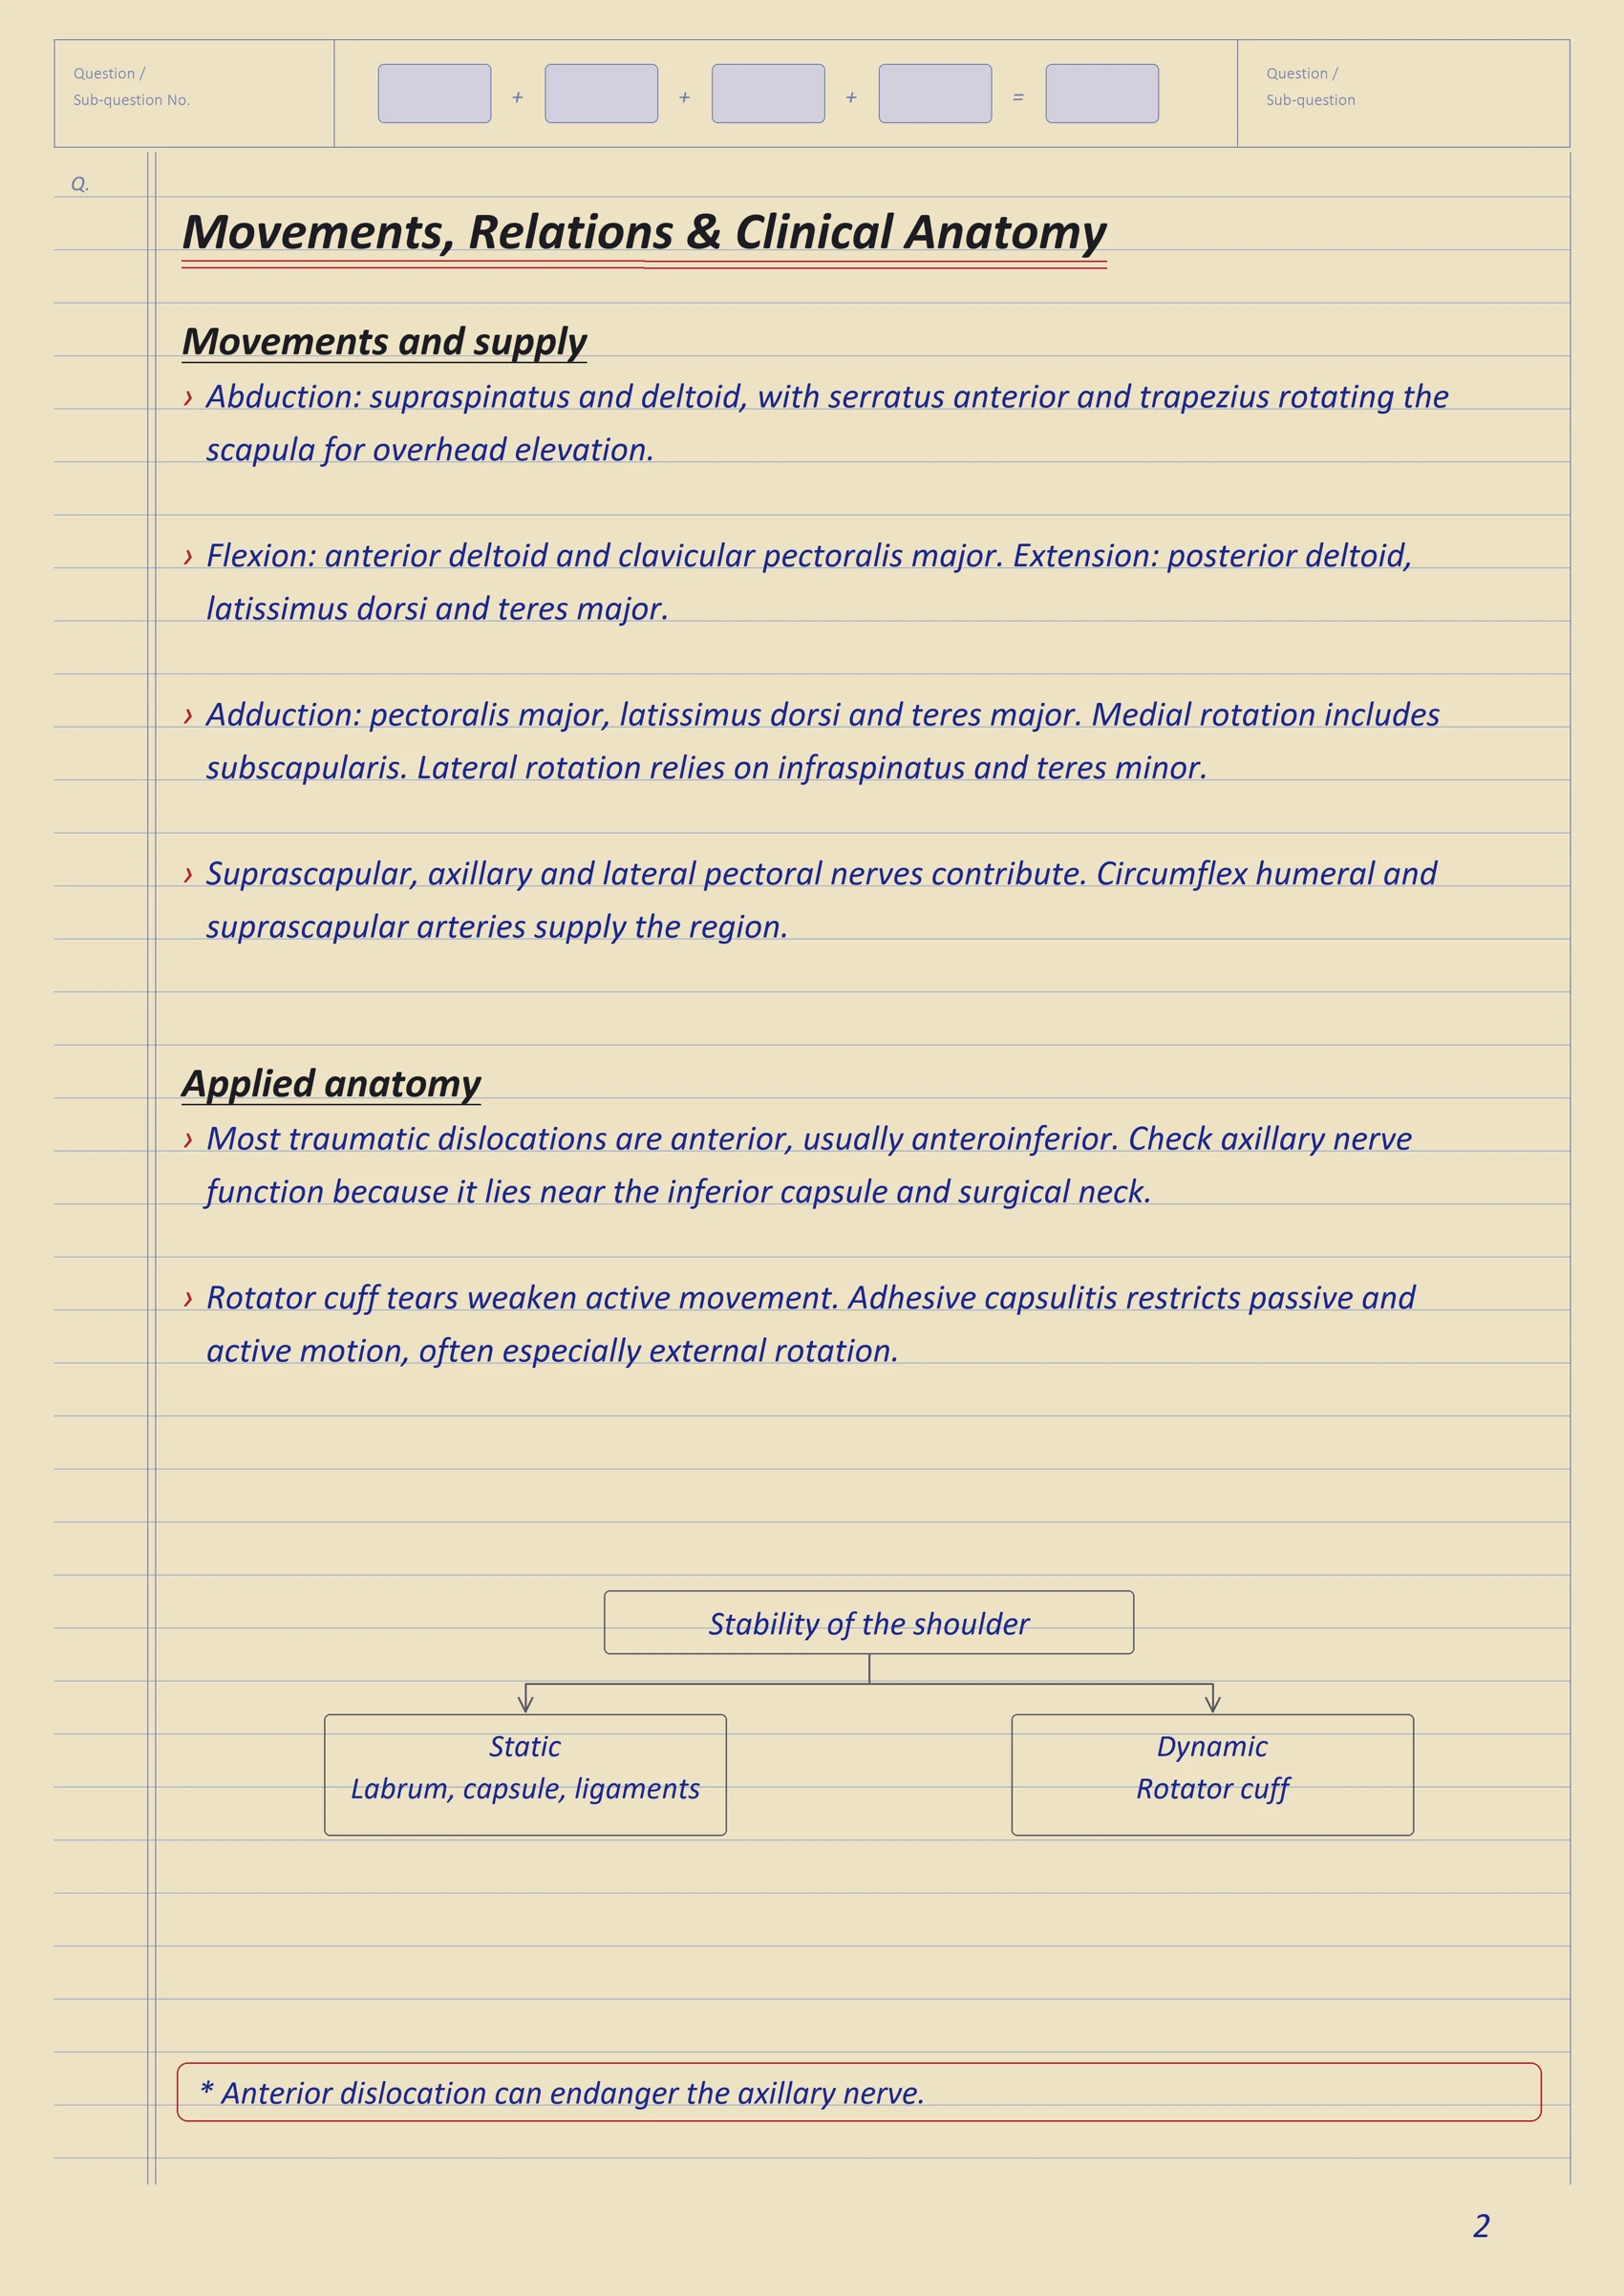 Question /
Sub-question No.
+ + + =
Question /
Sub-question
Q.
Movements, Relations & Clinical Anatomy
Movements and supply
› Abduction: supraspinatus and deltoid, with serratus anterior and trapezius rotating the
scapula for overhead elevation.
› Flexion: anterior deltoid and clavicular pectoralis major. Extension: posterior deltoid,
latissimus dorsi and teres major.
› Adduction: pectoralis major, latissimus dorsi and teres major. Medial rotation includes
subscapularis. Lateral rotation relies on infraspinatus and teres minor.
› Suprascapular, axillary and lateral pectoral nerves contribute. Circumflex humeral and
suprascapular arteries supply the region.
Applied anatomy
› Most traumatic dislocations are anterior, usually anteroinferior. Check axillary nerve
function because it lies near the inferior capsule and surgical neck.
› Rotator cuff tears weaken active movement. Adhesive capsulitis restricts passive and
active motion, often especially external rotation.
Stability of the shoulder
Static
Labrum, capsule, ligaments
Dynamic
Rotator cuff
* Anterior dislocation can endanger the axillary nerve.
2